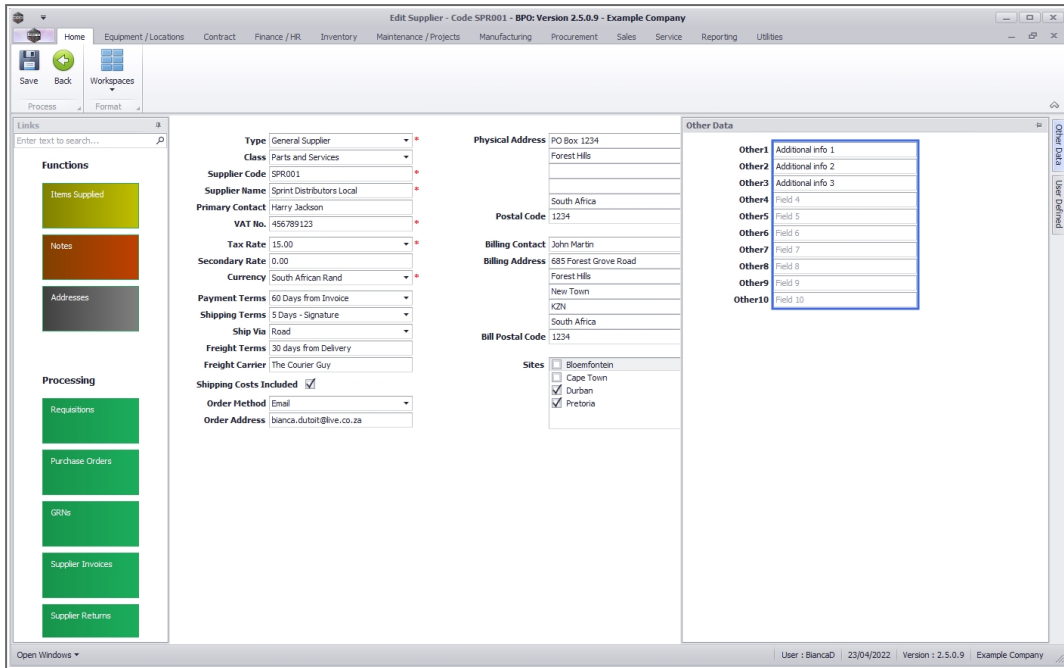 Edit Supplier - Code SPR001 - BPO: Version 2.5.0.9 - Example Company
Home Equipment / Locations Contract Finance / HR Inventory Maintenance / Projects Manufacturing Procurement Sales Service Reporting Utilities
Save Back Workspaces
Process Format
Links
Enter text to search...
Functions
Items Supplied
Notes
Addresses
Processing
Requisitions
Purchase Orders
GRNs
Supplier Invoices
Supplier Returns
Type General Supplier *
Class Parts and Services
Supplier Code SPR001 *
Supplier Name Sprint Distributors Local *
Primary Contact Harry Jackson
VAT No. 456789123 *
Tax Rate 15.00 *
Secondary Rate 0.00
Currency South African Rand *
Payment Terms 60 Days from Invoice
Shipping Terms 5 Days - Signature
Ship Via Road
Freight Terms 30 days from Delivery
Freight Carrier The Courier Guy
Shipping Costs Included
Order Method Email
Order Address bianca.dutoit@live.co.za
Physical Address PO Box 1234
Forest Hills
South Africa
Postal Code 1234
Billing Contact John Martin
Billing Address 685 Forest Grove Road
Forest Hills
New Town
KZN
South Africa
Bill Postal Code 1234
Sites Bloemfontein
Cape Town
Durban
Pretoria
Other Data
Other1 Additional info 1
Other2 Additional info 2
Other3 Additional info 3
Other4 Field 4
Other5 Field 5
Other6 Field 6
Other7 Field 7
Other8 Field 8
Other9 Field 9
Other10 Field 10
Other Data
User Defined
Open Windows User : BiancaD 23/04/2022 Version : 2.5.0.9 Example Company